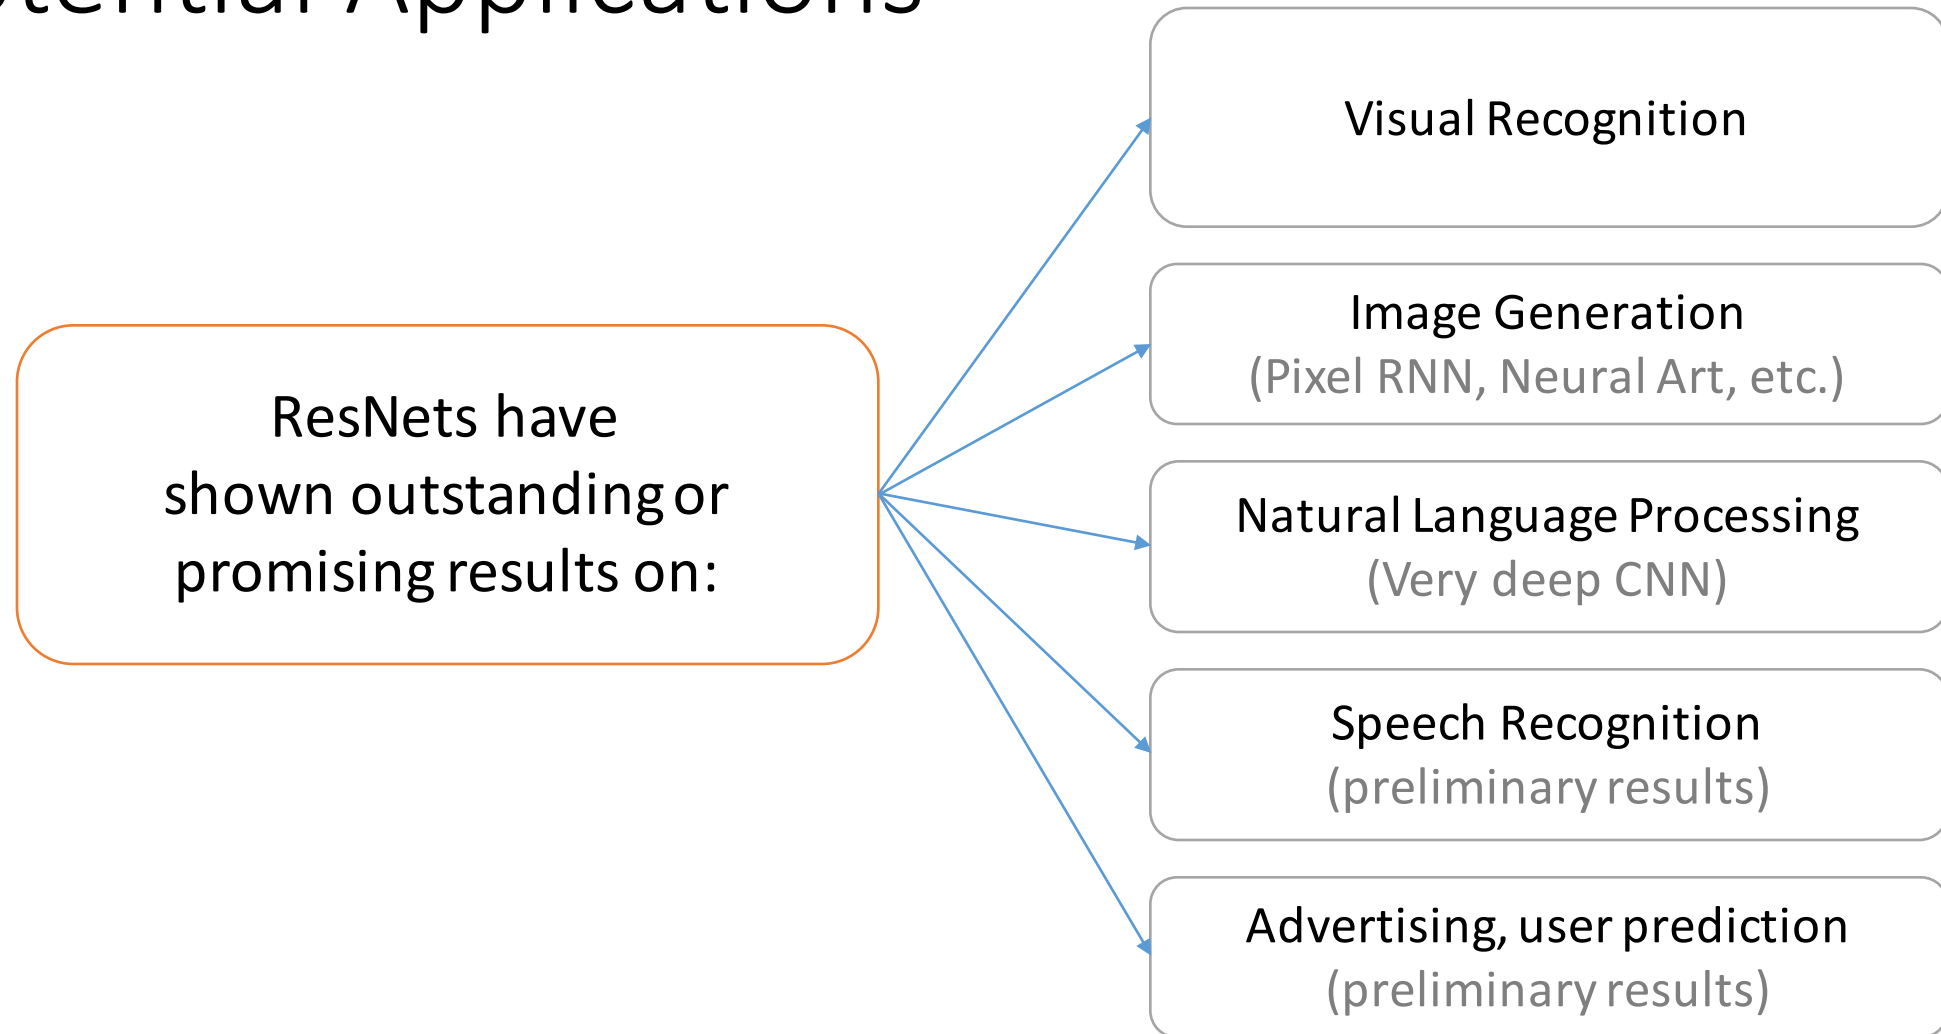 Applications
ResNets have
shown outstanding or
promising results on:
Visual Recognition
Image Generation
(Pixel RNN, Neural Art, etc.)
Natural Language Processing
(Very deep CNN)
Speech Recognition
(preliminary results)
Advertising, user prediction
(preliminary results)